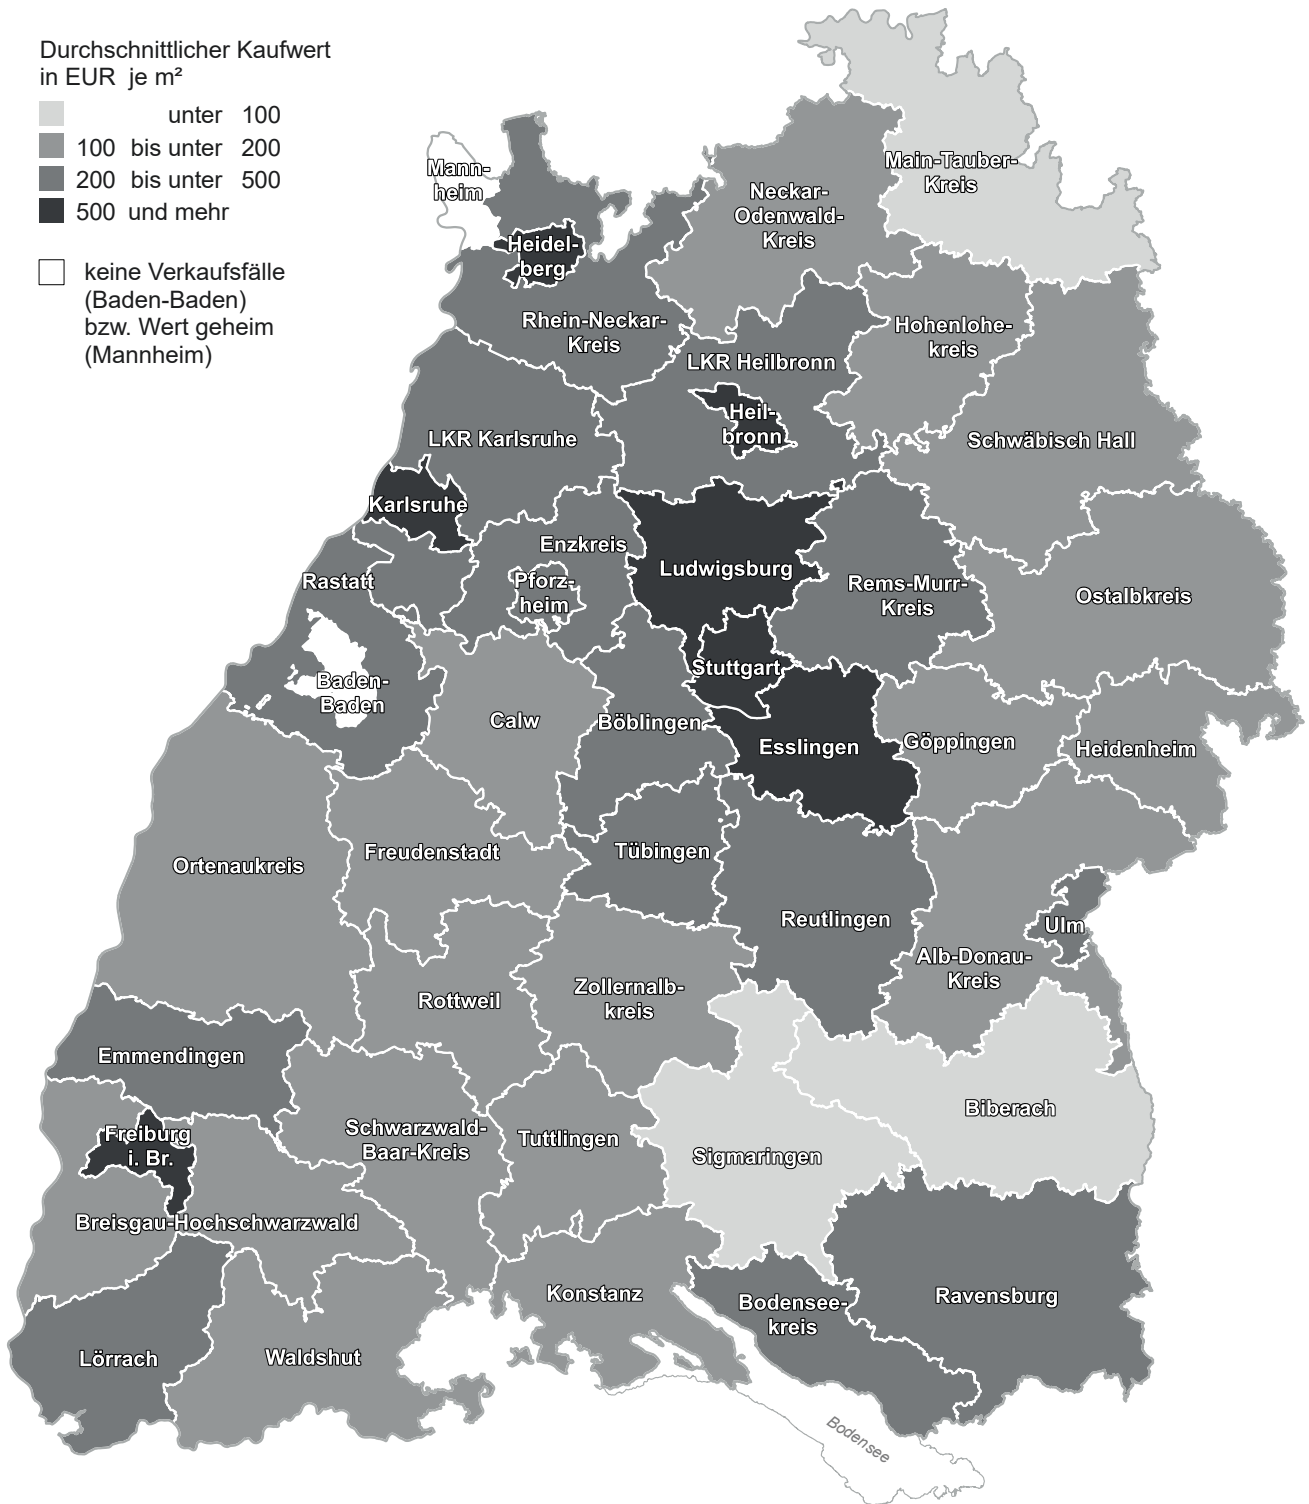 Durchschnittlicher Kaufwert
in EUR je m²
unter 100
100 bis unter 200
200 bis unter 500
500 und mehr
keine Verkaufsfälle
(Baden-Baden)
bzw. Wert geheim
(Mannheim)
Mann-
heim
Main-Tauber-
Kreis
Neckar-
Odenwald-
Kreis
Heidel-
berg
Rhein-Neckar-
Kreis
Hohenlohe-
kreis
LKR Heilbronn
Heil-
bronn
LKR Karlsruhe
Schwäbisch Hall
Karlsruhe
Enzkreis
Ludwigsburg
Pforz-
heim
Rastatt
Rems-Murr-
Kreis
Ostalbkreis
Stuttgart
Baden-
Baden
Calw
Böblingen
Esslingen
Göppingen
Heidenheim
Ortenaukreis
Freudenstadt
Tübingen
Reutlingen
Ulm
Alb-Donau-
Kreis
Rottweil
Zollernalb-
kreis
Emmendingen
Biberach
Freiburg
i. Br.
Schwarzwald-
Baar-Kreis
Tuttlingen
Sigmaringen
Breisgau-Hochschwarzwald
Konstanz
Bodensee-
kreis
Ravensburg
Lörrach
Waldshut
Bodensee